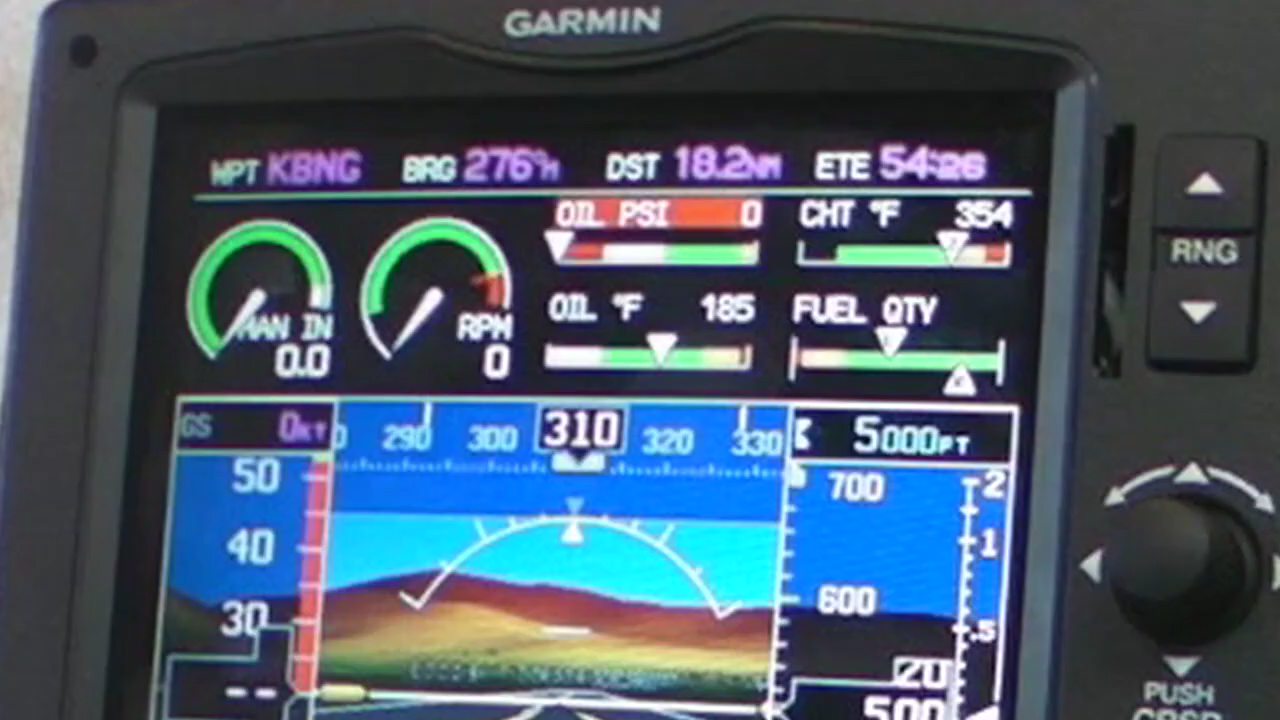 GARMIN
WPT KBNG BRG 276°M DST 18.2NM ETE 54:26
OIL PSI 0 CHT °F 354
RNG
OIL °F 185 FUEL QTY
MAN IN RPM
0.0 0
GS 0KT 290 300 310 320 330 5000FT
50 700 2
40 1
600
30 .5
20
-- 500
PUSH